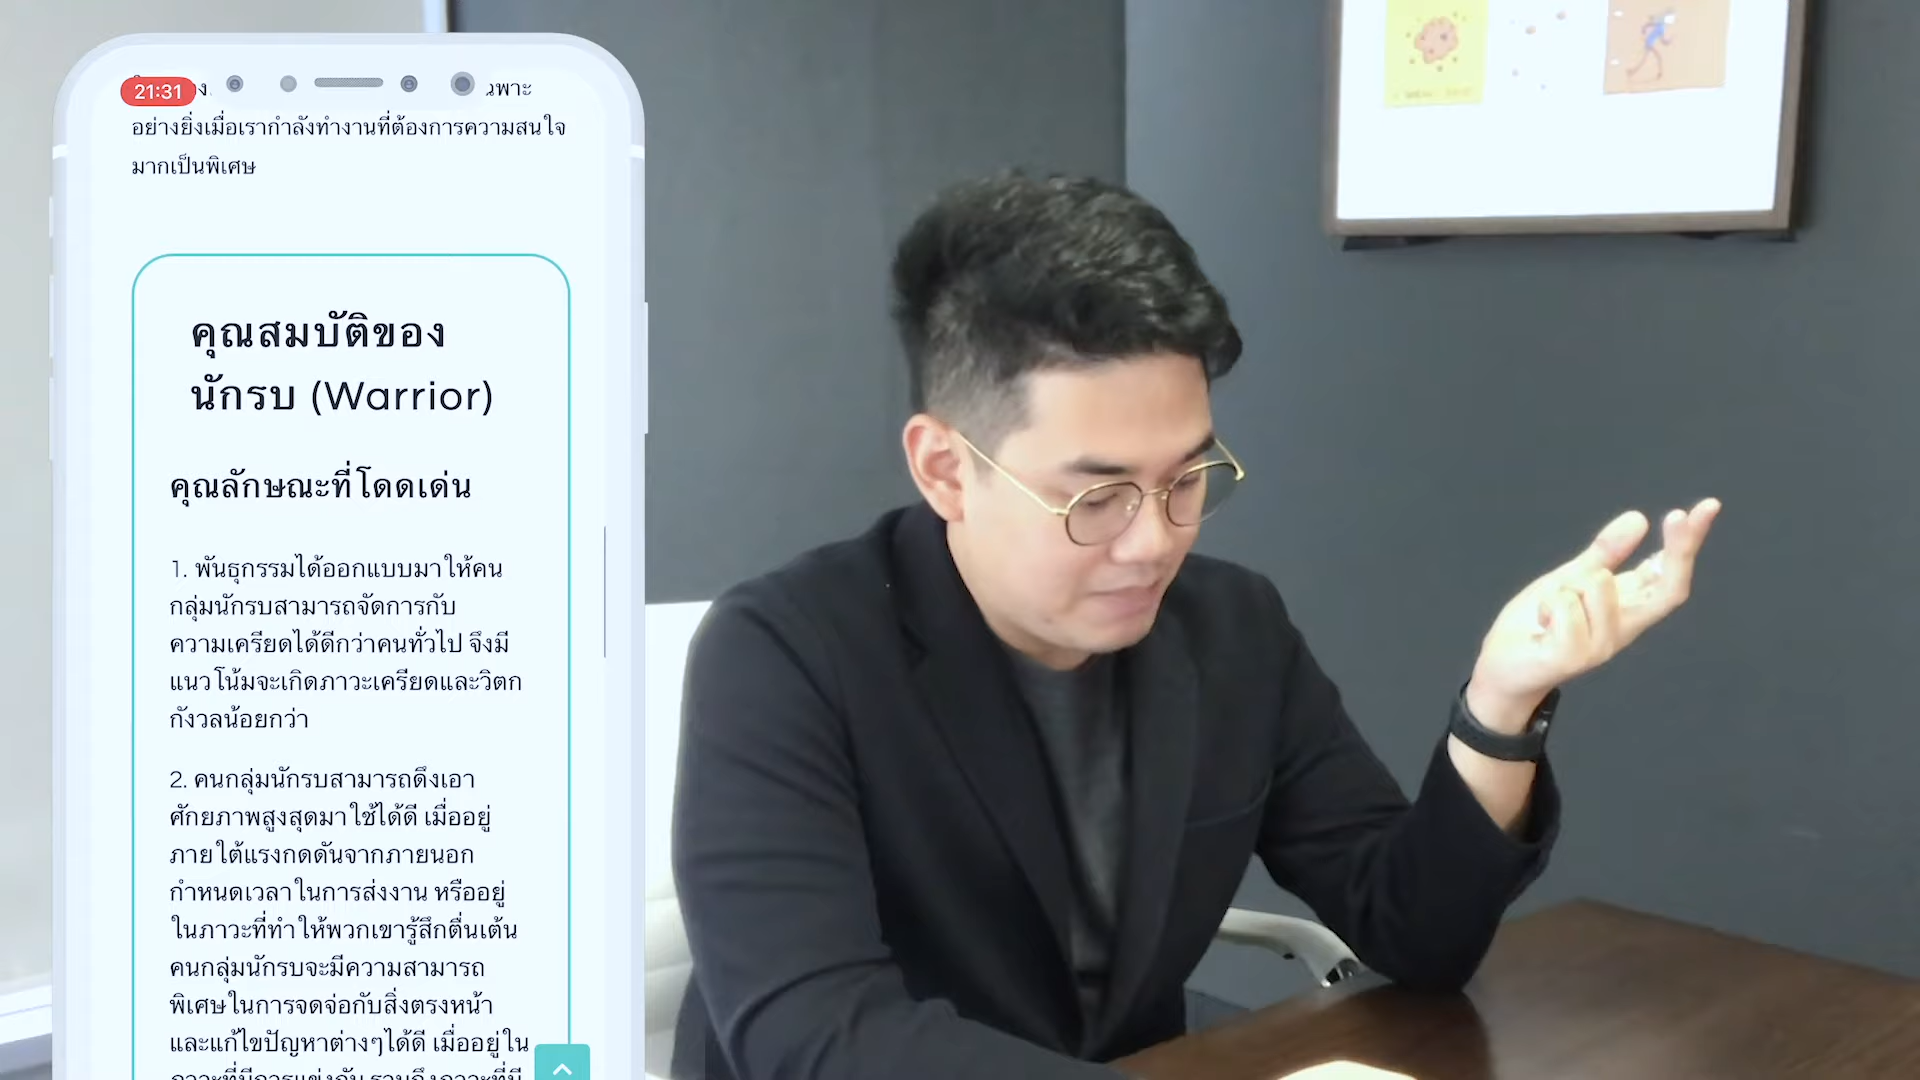 21:31
อย่างยิ่งเมื่อเรากำลังทำงานที่ต้องการความสนใจ
มากเป็นพิเศษ
คุณสมบัติของ
นักรบ (Warrior)
คุณลักษณะที่โดดเด่น
1. พันธุกรรมได้ออกแบบมาให้คน
กลุ่มนักรบสามารถจัดการกับ
ความเครียดได้ดีกว่าคนทั่วไป จึงมี
แนวโน้มจะเกิดภาวะเครียดและวิตก
กังวลน้อยกว่า
2. คนกลุ่มนักรบสามารถดึงเอา
ศักยภาพสูงสุดมาใช้ได้ดี เมื่ออยู่
ภายใต้แรงกดดันจากภายนอก
กำหนดเวลาในการส่งงาน หรืออยู่
ในภาวะที่ทำให้พวกเขารู้สึกตื่นเต้น
คนกลุ่มนักรบจะมีความสามารถ
พิเศษในการจดจ่อกับสิ่งตรงหน้า
และแก้ไขปัญหาต่างๆได้ดี เมื่ออยู่ใน